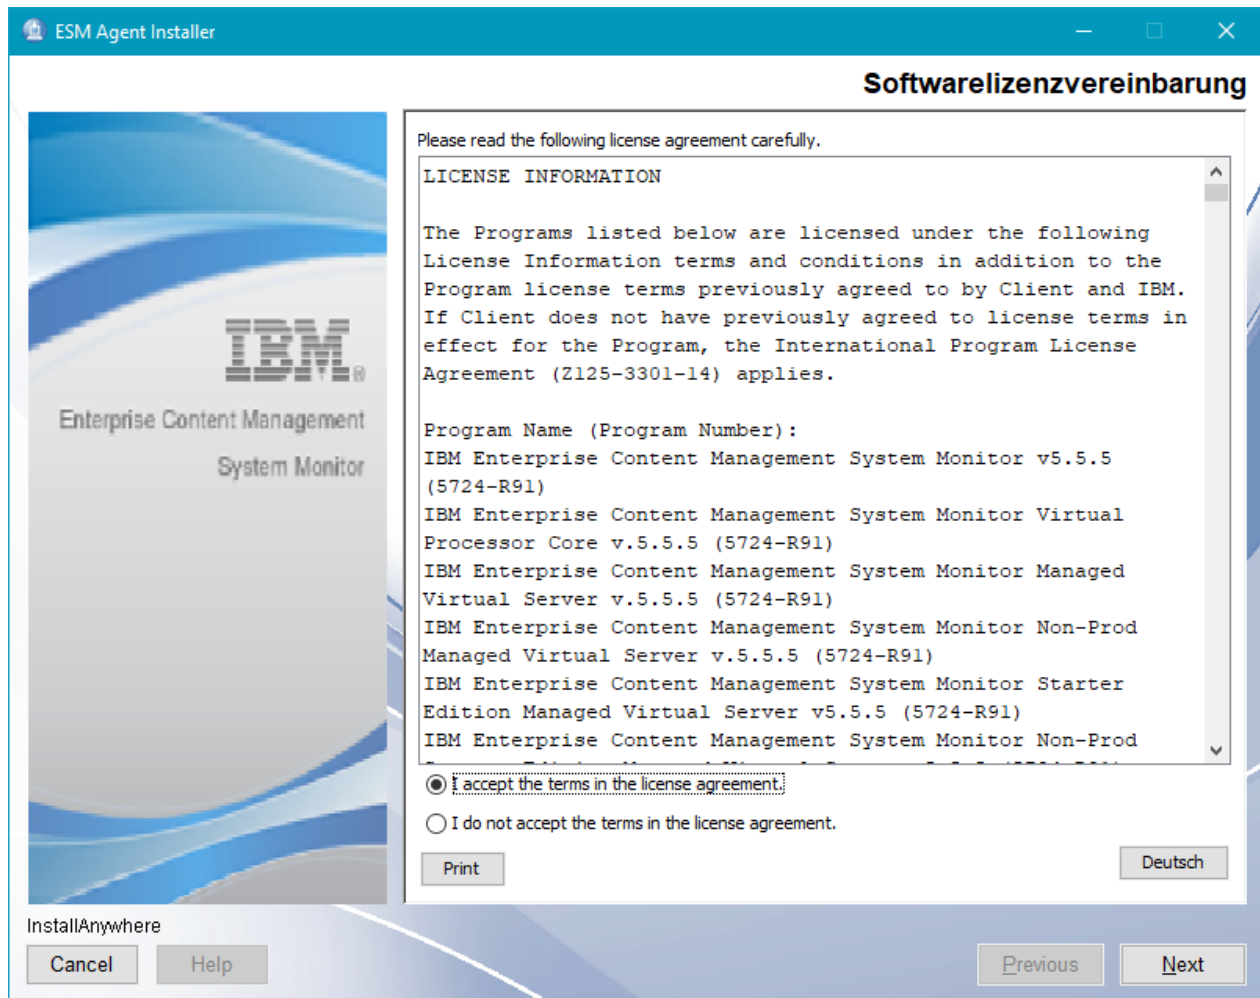 ESM Agent Installer
Softwarelizenzvereinbarung
IBM®
Enterprise Content Management
System Monitor
Please read the following license agreement carefully.
LICENSE INFORMATION
The Programs listed below are licensed under the following
License Information terms and conditions in addition to the
Program license terms previously agreed to by Client and IBM.
If Client does not have previously agreed to license terms in
effect for the Program, the International Program License
Agreement (Z125-3301-14) applies.
Program Name (Program Number):
IBM Enterprise Content Management System Monitor v5.5.5
(5724-R91)
IBM Enterprise Content Management System Monitor Virtual
Processor Core v.5.5.5 (5724-R91)
IBM Enterprise Content Management System Monitor Managed
Virtual Server v.5.5.5 (5724-R91)
IBM Enterprise Content Management System Monitor Non-Prod
Managed Virtual Server v.5.5.5 (5724-R91)
IBM Enterprise Content Management System Monitor Starter
Edition Managed Virtual Server v5.5.5 (5724-R91)
IBM Enterprise Content Management System Monitor Non-Prod
I accept the terms in the license agreement.
I do not accept the terms in the license agreement.
Print
Deutsch
InstallAnywhere
Cancel
Help
Previous
Next